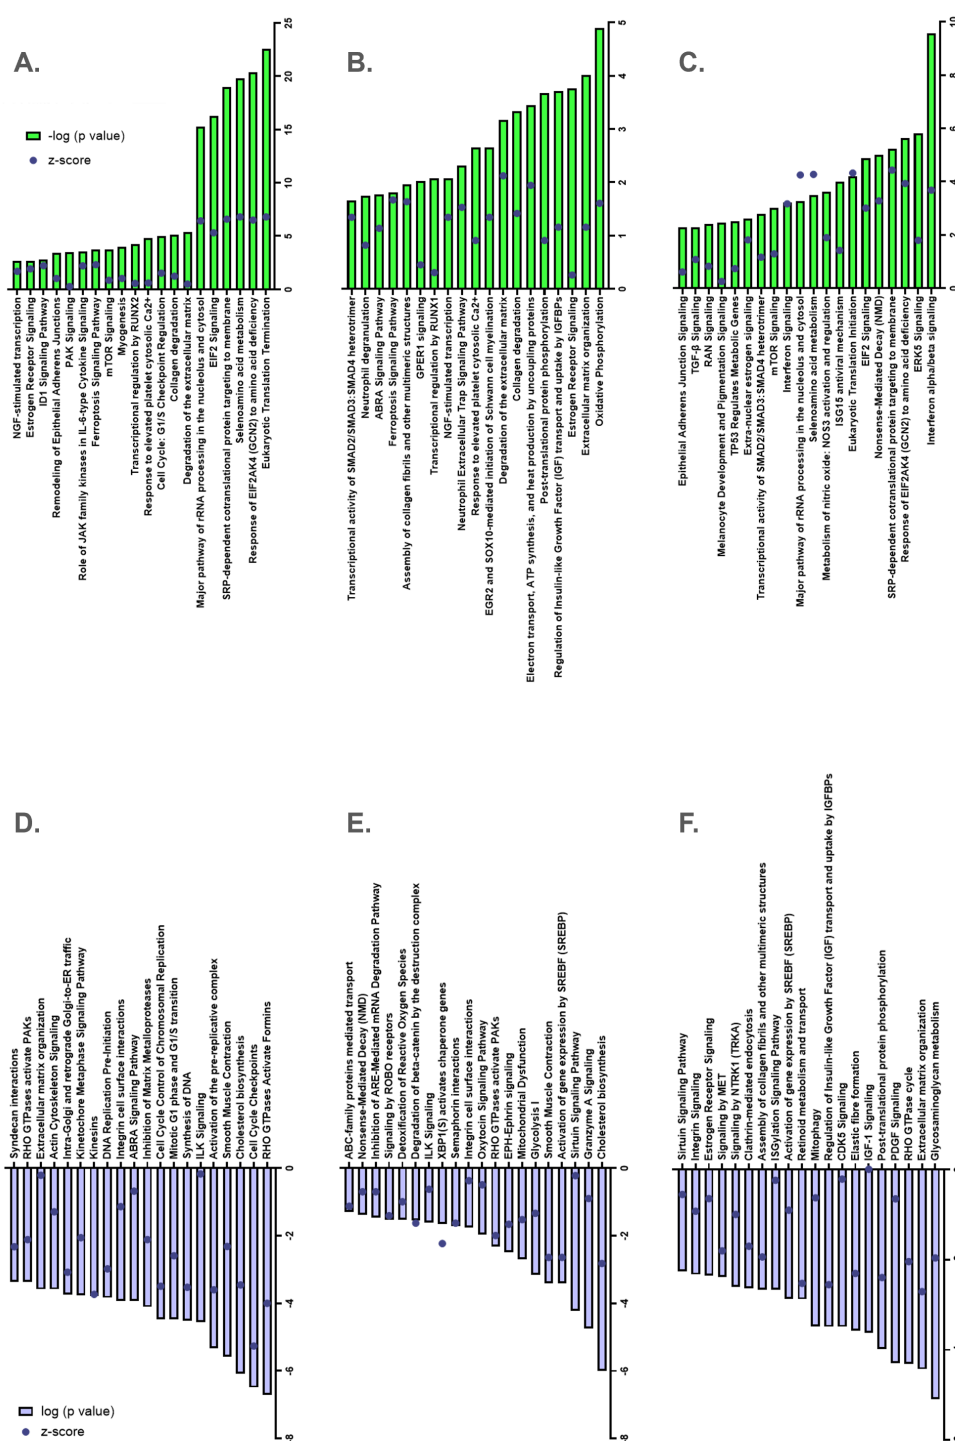 A.
-log (p value)
z-score
0
5
10
15
20
25
NGF-stimulated transcription
Estrogen Receptor Signaling
ID1 Signaling Pathway
Remodeling of Epithelial Adherens Junctions
PAK Signaling
Role of JAK family kinases in IL-6-type Cytokine Signaling
Ferroptosis Signaling Pathway
mTOR Signaling
Myogenesis
Transcriptional regulation by RUNX2
Response to elevated platelet cytosolic Ca2+
Cell Cycle: G1/S Checkpoint Regulation
Collagen degradation
Degradation of the extracellular matrix
Major pathway of rRNA processing in the nucleolus and cytosol
EIF2 Signaling
SRP-dependent cotranslational protein targeting to membrane
Selenoamino acid metabolism
Response of EIF2AK4 (GCN2) to amino acid deficiency
Eukaryotic Translation Termination
B.
0
1
2
3
4
5
Transcriptional activity of SMAD2/SMAD3:SMAD4 heterotrimer
Neutrophil degranulation
ABRA Signaling Pathway
Ferroptosis Signaling Pathway
Assembly of collagen fibrils and other multimeric structures
GPER1 signaling
Transcriptional regulation by RUNX1
NGF-stimulated transcription
Neutrophil Extracellular Trap Signaling Pathway
Response to elevated platelet cytosolic Ca2+
EGR2 and SOX10-mediated initiation of Schwann cell myelination
Degradation of the extracellular matrix
Collagen degradation
Electron transport, ATP synthesis, and heat production by uncoupling proteins
Post-translational protein phosphorylation
Regulation of Insulin-like Growth Factor (IGF) transport and uptake by IGFBPs
Estrogen Receptor Signaling
Extracellular matrix organization
Oxidative Phosphorylation
C.
0
2
4
6
8
10
Epithelial Adherens Junction Signaling
TGF-β Signaling
RAN Signaling
Melanocyte Development and Pigmentation Signaling
TP53 Regulates Metabolic Genes
Extra-nuclear estrogen signaling
Transcriptional activity of SMAD2/SMAD3:SMAD4 heterotrimer
mTOR Signaling
Interferon Signaling
Major pathway of rRNA processing in the nucleolus and cytosol
Selenoamino acid metabolism
Metabolism of nitric oxide: NOS3 activation and regulation
ISG15 antiviral mechanism
Eukaryotic Translation Initiation
EIF2 Signaling
Nonsense-Mediated Decay (NMD)
SRP-dependent cotranslational protein targeting to membrane
Response of EIF2AK4 (GCN2) to amino acid deficiency
ERK5 Signaling
Interferon alpha/beta signaling
D.
Syndecan interactions
RHO GTPases activate PAKs
Extracellular matrix organization
Actin Cytoskeleton Signaling
Intra-Golgi and retrograde Golgi-to-ER traffic
Kinetochore Metaphase Signaling Pathway
Kinesins
DNA Replication Pre-Initiation
Integrin cell surface interactions
ABRA Signaling Pathway
Inhibition of Matrix Metalloproteases
Cell Cycle Control of Chromosomal Replication
Mitotic G1 phase and G1/S transition
Synthesis of DNA
ILK Signaling
Activation of the pre-replicative complex
Smooth Muscle Contraction
Cholesterol biosynthesis
Cell Cycle Checkpoints
RHO GTPases Activate Formins
0
-2
-4
-6
-8
log (p value)
z-score
E.
ABC-family proteins mediated transport
Nonsense-Mediated Decay (NMD)
Inhibition of ARE-Mediated mRNA Degradation Pathway
Signaling by ROBO receptors
Detoxification of Reactive Oxygen Species
Degradation of beta-catenin by the destruction complex
ILK Signaling
XBP1(S) activates chaperone genes
Semaphorin interactions
Integrin cell surface interactions
Oxytocin Signaling Pathway
RHO GTPases activate PAKs
EPH-Ephrin signaling
Mitochondrial Dysfunction
Glycolysis I
Smooth Muscle Contraction
Activation of gene expression by SREBF (SREBP)
Sirtuin Signaling Pathway
Granzyme A Signaling
Cholesterol biosynthesis
0
-2
-4
-6
-8
F.
Sirtuin Signaling Pathway
Integrin Signaling
Estrogen Receptor Signaling
Signaling by MET
Signaling by NTRK1 (TRKA)
Clathrin-mediated endocytosis
Assembly of collagen fibrils and other multimeric structures
ISGylation Signaling Pathway
Activation of gene expression by SREBF (SREBP)
Retinoid metabolism and transport
Mitophagy
Regulation of Insulin-like Growth Factor (IGF) transport and uptake by IGFBPs
CDK5 Signaling
Elastic fibre formation
IGF-1 Signaling
Post-translational protein phosphorylation
PDGF Signaling
RHO GTPase cycle
Extracellular matrix organization
Glycosaminoglycan metabolism